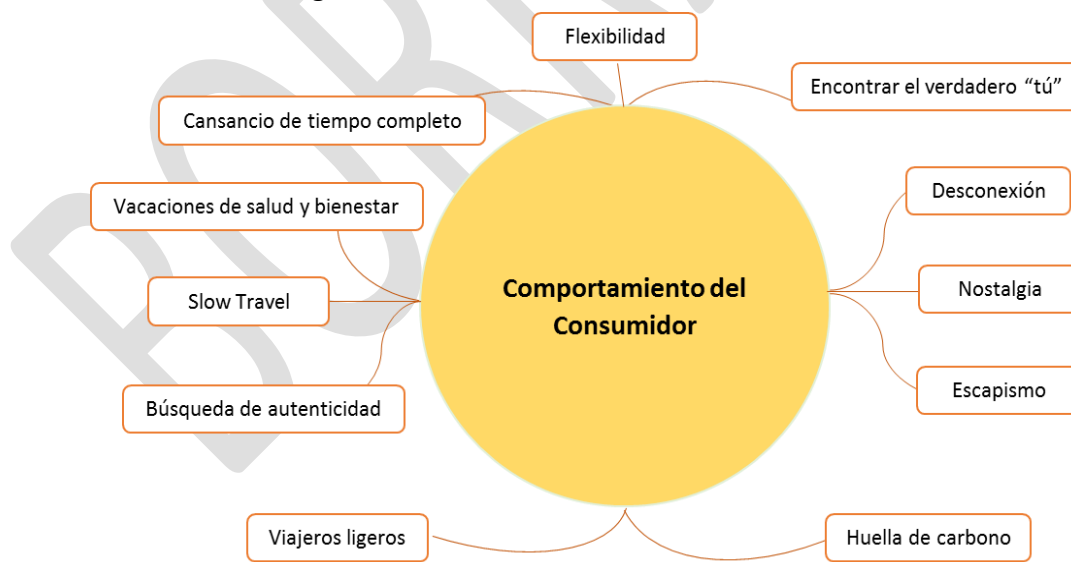 Flexibilidad
Encontrar el verdadero “tú”
Cansancio de tiempo completo
Desconexión
Vacaciones de salud y bienestar
Comportamiento del
Consumidor
Slow Travel
Nostalgia
Escapismo
Búsqueda de autenticidad
Viajeros ligeros
Huella de carbono